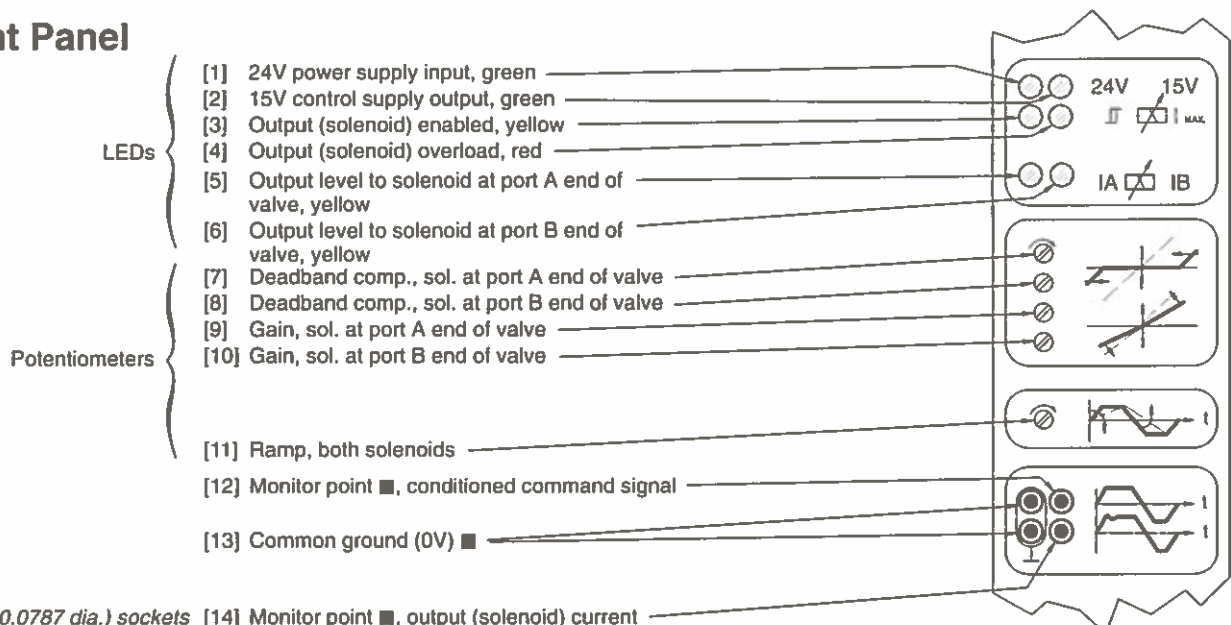 nt Panel
LEDs
[1] 24V power supply input, green
[2] 15V control supply output, green
[3] Output (solenoid) enabled, yellow
[4] Output (solenoid) overload, red
[5] Output level to solenoid at port A end of
valve, yellow
[6] Output level to solenoid at port B end of
valve, yellow
Potentiometers
[7] Deadband comp., sol. at port A end of valve
[8] Deadband comp., sol. at port B end of valve
[9] Gain, sol. at port A end of valve
[10] Gain, sol. at port B end of valve
[11] Ramp, both solenoids
[12] Monitor point ■, conditioned command signal
[13] Common ground (0V) ■
0.0787 dia.) sockets [14] Monitor point ■, output (solenoid) current
24V 15V
I MAX.
IA IB
t
t
t